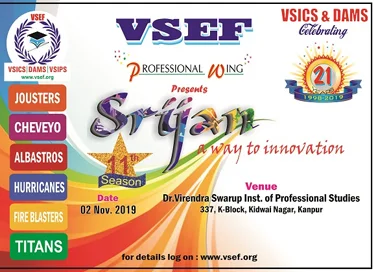 VSEF
VSICS|DAMS|VSIPS
www.vsef.org
JOUSTERS
CHEVEYO
ALBASTROS
HURRICANES
FIRE BLASTERS
TITANS
VSEF
PROFESSIONAL WING
Presents
Srijan
a way to innovation
11th
Season
Date
02 Nov. 2019
Venue
Dr.Virendra Swarup Inst. of Professional Studies
337, K-Block, Kidwai Nagar, Kanpur
for details log on : www.vsef.org
VSICS & DAMS
Celebrating
21
1998-2019